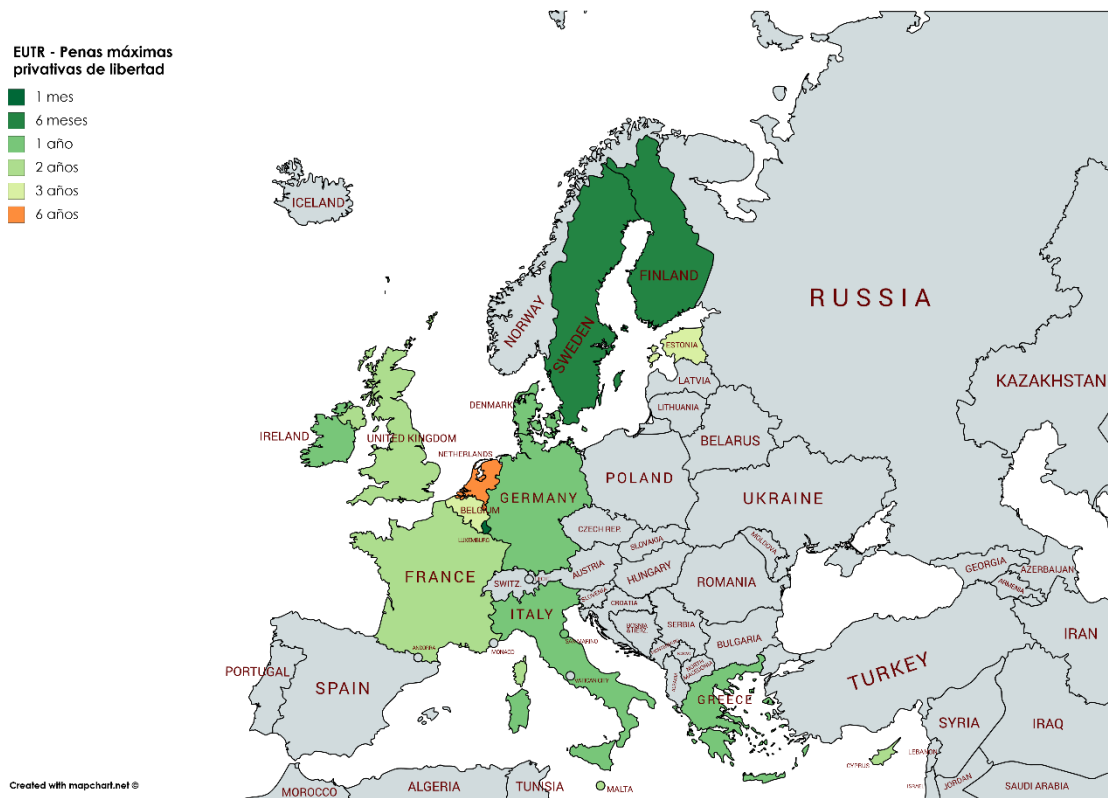 EUTR - Penas máximas
privativas de libertad
1 mes
6 meses
1 año
2 años
3 años
6 años
ICELAND
RUSSIA
FINLAND
NORWAY
SWEDEN
ESTONIA
LATVIA
LITHUANIA
KAZAKHSTAN
DENMARK
IRELAND
UNITED KINGDOM
NETHERLANDS
BELARUS
POLAND
GERMANY
UKRAINE
BELGIUM
LUXEMBURG
CZECH REP.
SLOVAKIA
MOLDOVA
FRANCE
SWITZ.
AUSTRIA
HUNGARY
ROMANIA
GEORGIA
AZERBAIJAN
ARMENIA
SLOVENIA
CROATIA
ITALY
BOSNIA
& HERZ.
SERBIA
SAN MARINO
BULGARIA
ANDORRA
MONACO
IRAN
PORTUGAL
SPAIN
VATICAN CITY
NORTH
MACEDONIA
GREECE
TURKEY
SYRIA
IRAQ
CYPRUS
LEBANON
ISRAEL
JORDAN
SAUDI ARABIA
MOROCCO
ALGERIA
TUNISIA
MALTA
Created with mapchart.net ©